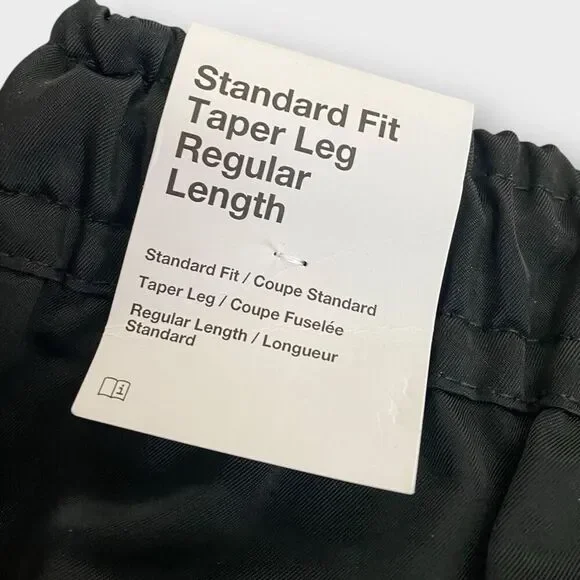 Standard Fit
Taper Leg
Regular
Length
Standard Fit / Coupe Standard
Taper Leg / Coupe Fuselée
Regular Length / Longueur
Standard
i